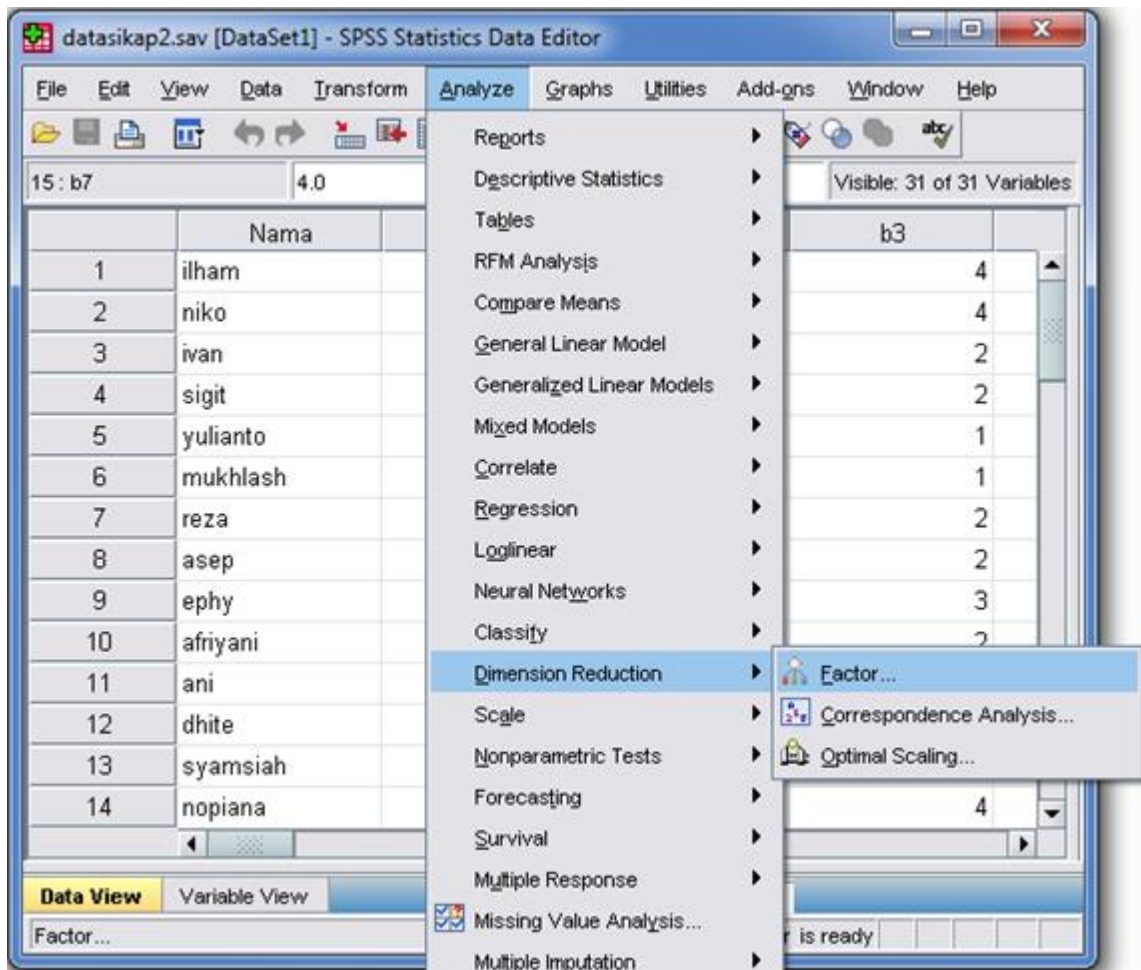 datasikap2.sav [DataSet1] - SPSS Statistics Data Editor
File Edit View Data Transform Analyze Graphs Utilities Add-ons Window Help
15 : b7 4.0 Visible: 31 of 31 Variables
Nama b3
1 ilham 4
2 niko 4
3 ivan 2
4 sigit 2
5 yulianto 1
6 mukhlash 1
7 reza 2
8 asep 2
9 ephy 3
10 afriyani 2
11 ani
12 dhite
13 syamsiah
14 nopiana 4
Reports
Descriptive Statistics
Tables
RFM Analysis
Compare Means
General Linear Model
Generalized Linear Models
Mixed Models
Correlate
Regression
Loglinear
Neural Networks
Classify
Dimension Reduction
Scale
Nonparametric Tests
Forecasting
Survival
Multiple Response
Missing Value Analysis...
Multiple Imputation
Factor...
Correspondence Analysis...
Optimal Scaling...
Data View Variable View
Factor... r is ready